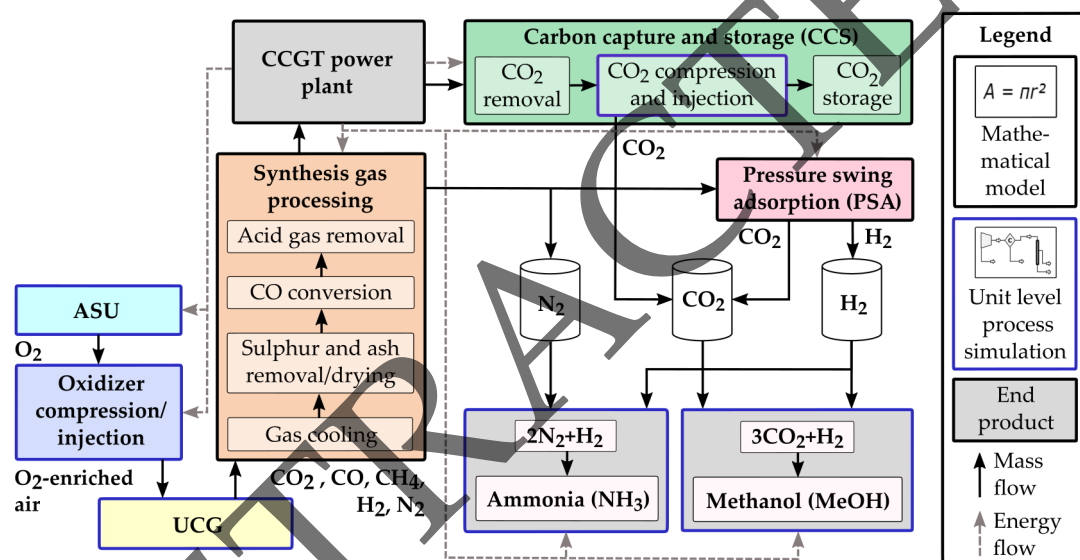 CCGT power
plant
Carbon capture and storage (CCS)
CO2
removal
CO2 compression
and injection
CO2
storage
CO2
Synthesis gas
processing
Acid gas removal
CO conversion
Sulphur and ash
removal/drying
Gas cooling
Pressure swing
adsorption (PSA)
CO2
H2
N2
CO2
H2
ASU
O2
Oxidizer
compression/
injection
O2-enriched
air
UCG
CO2 , CO, CH4,
H2, N2
2N2+H2
Ammonia (NH3)
3CO2+H2
Methanol (MeOH)
Legend
A = πr²
Mathe-
matical
model
C
Unit level
process
simulation
End
product
Mass
flow
Energy
flow
TRACTE